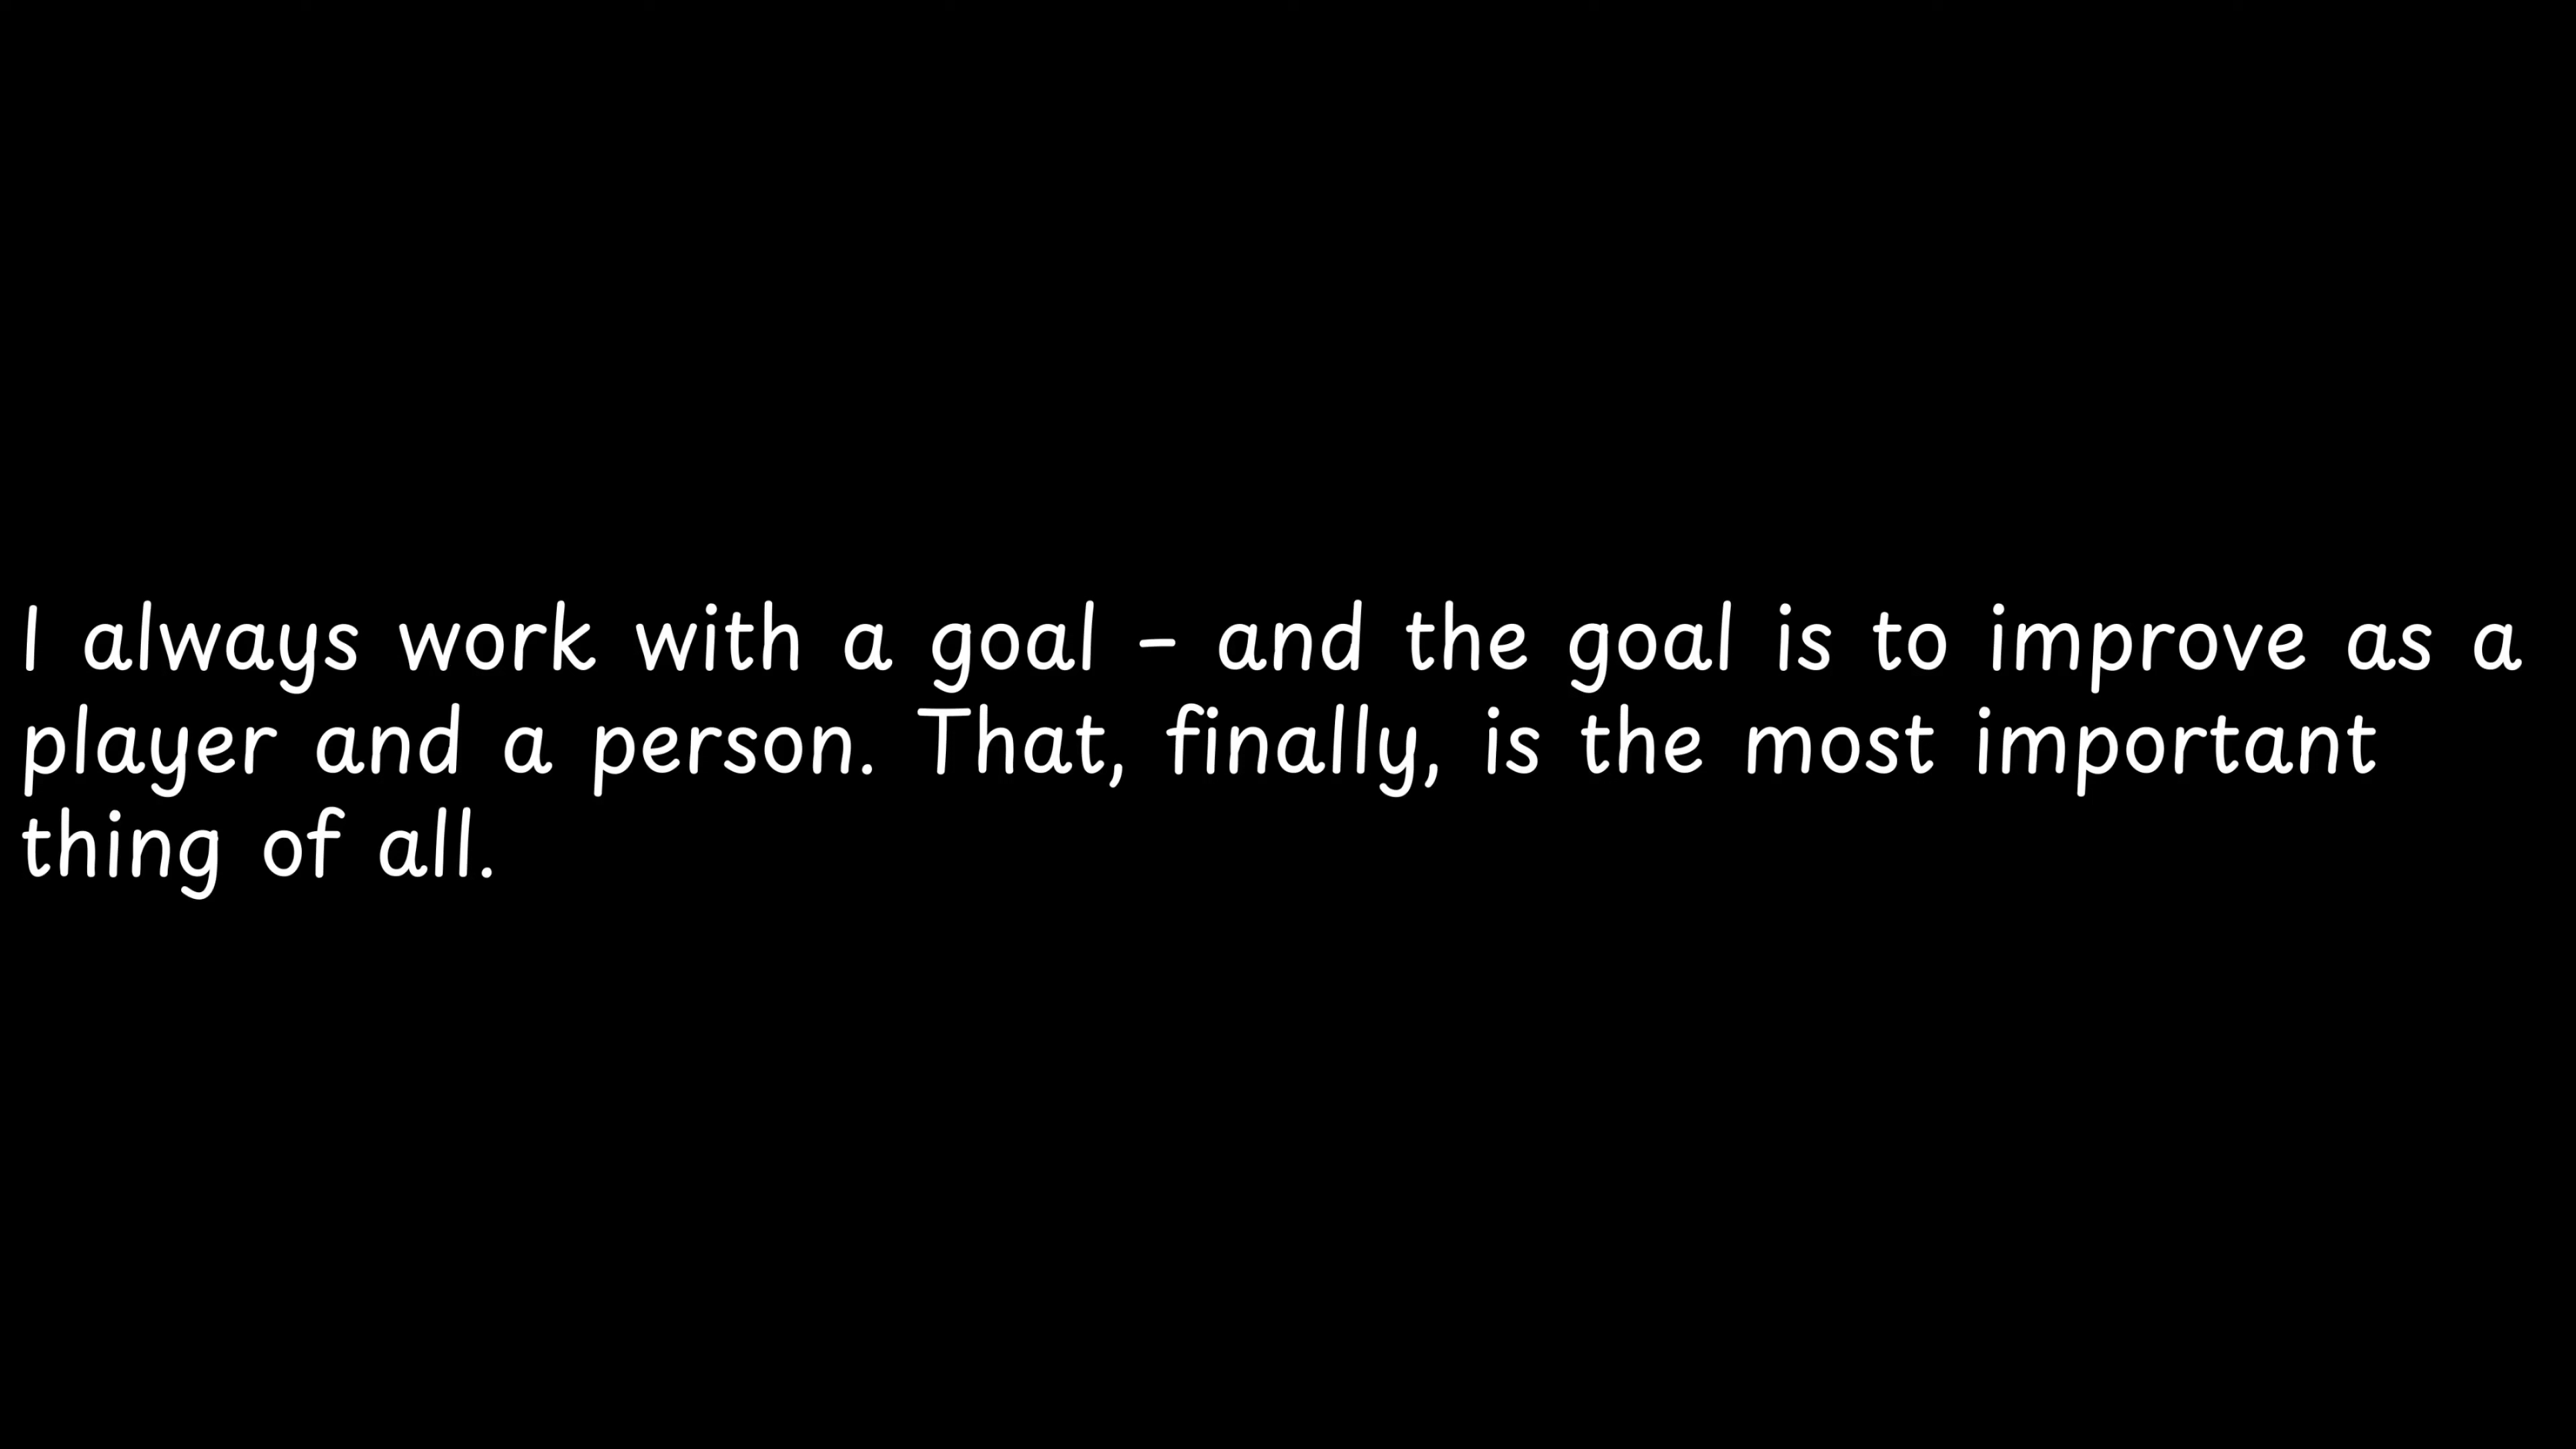 I always work with a goal - and the goal is to improve as a
player and a person. That, finally, is the most important
thing of all.